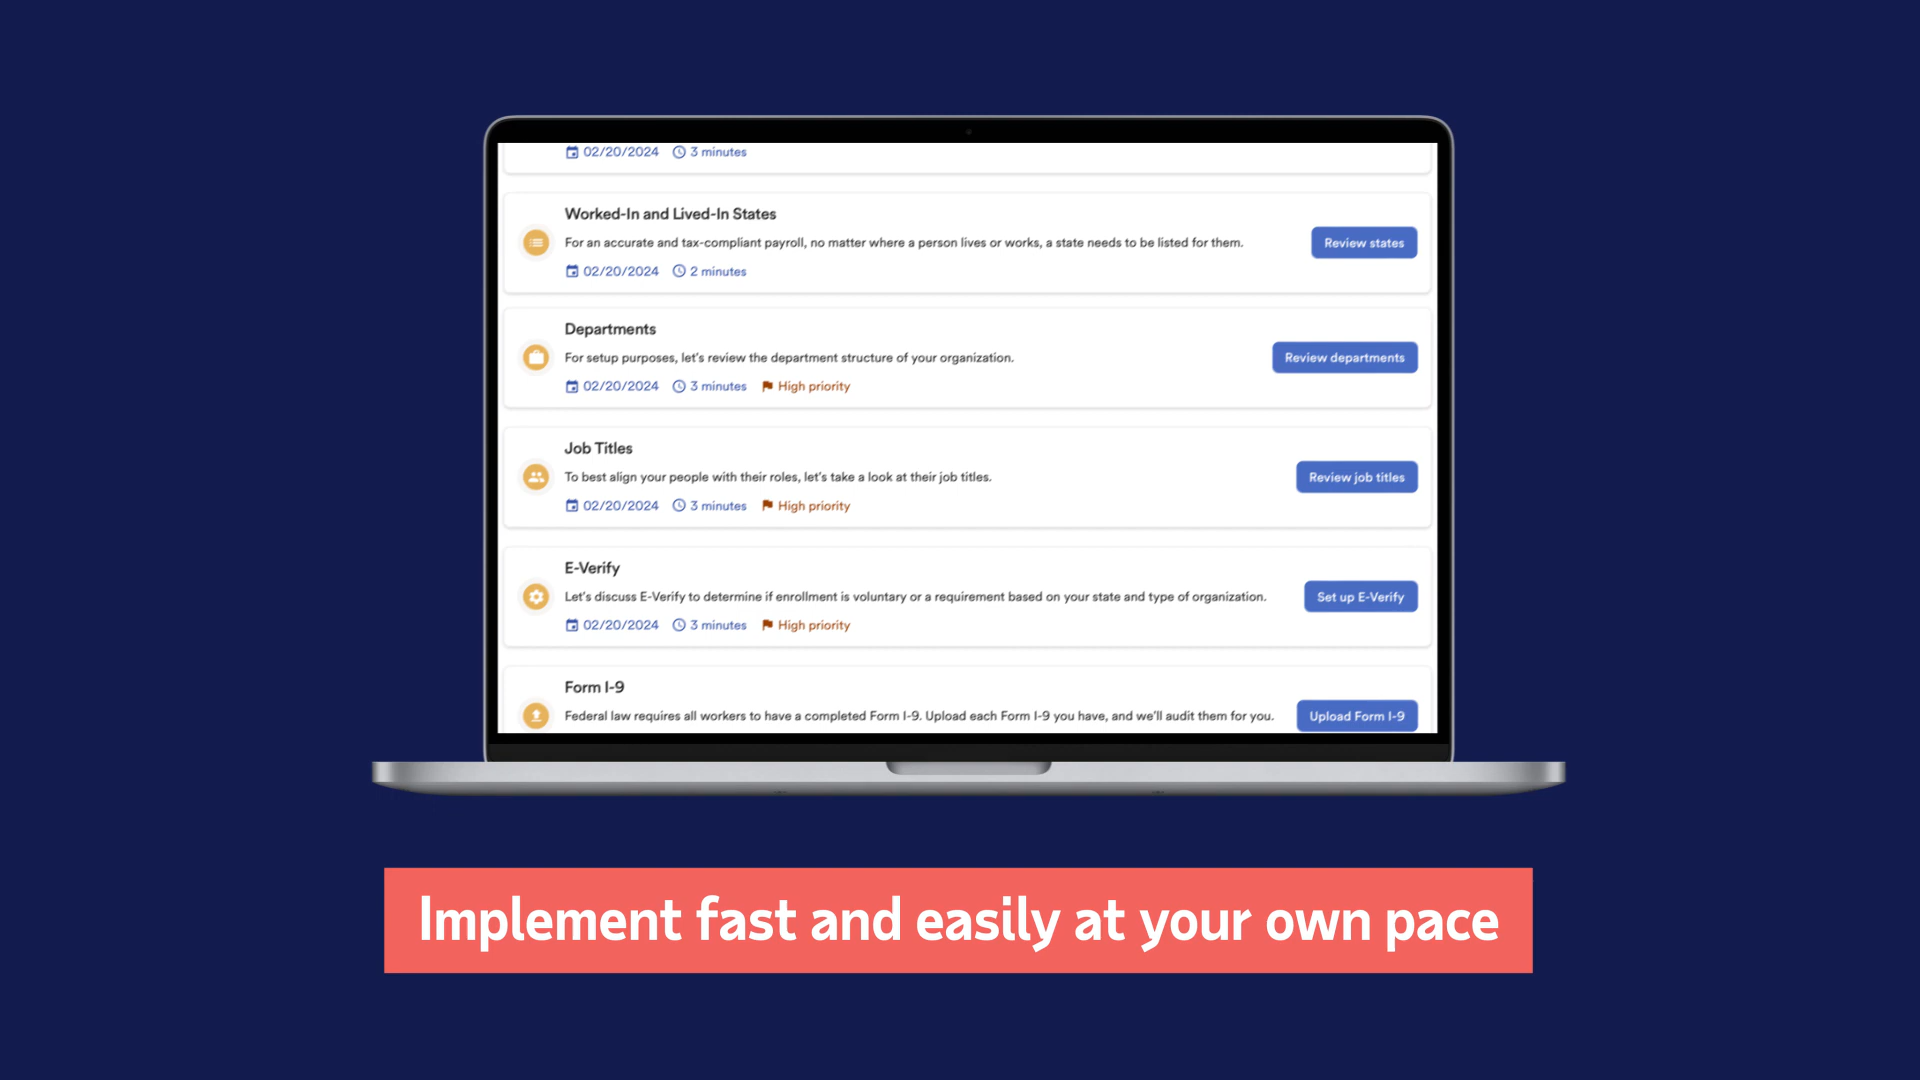 02/20/2024 3 minutes
Worked-In and Lived-In States
For an accurate and tax-compliant payroll, no matter where a person lives or works, a state needs to be listed for them.
Review states
02/20/2024 2 minutes
Departments
For setup purposes, let's review the department structure of your organization.
Review departments
02/20/2024 3 minutes High priority
Job Titles
To best align your people with their roles, let's take a look at their job titles.
Review job titles
02/20/2024 3 minutes High priority
E-Verify
Let's discuss E-Verify to determine if enrollment is voluntary or a requirement based on your state and type of organization.
Set up E-Verify
02/20/2024 3 minutes High priority
Form I-9
Federal law requires all workers to have a completed Form I-9. Upload each Form I-9 you have, and we'll audit them for you.
Upload Form I-9
Implement fast and easily at your own pace